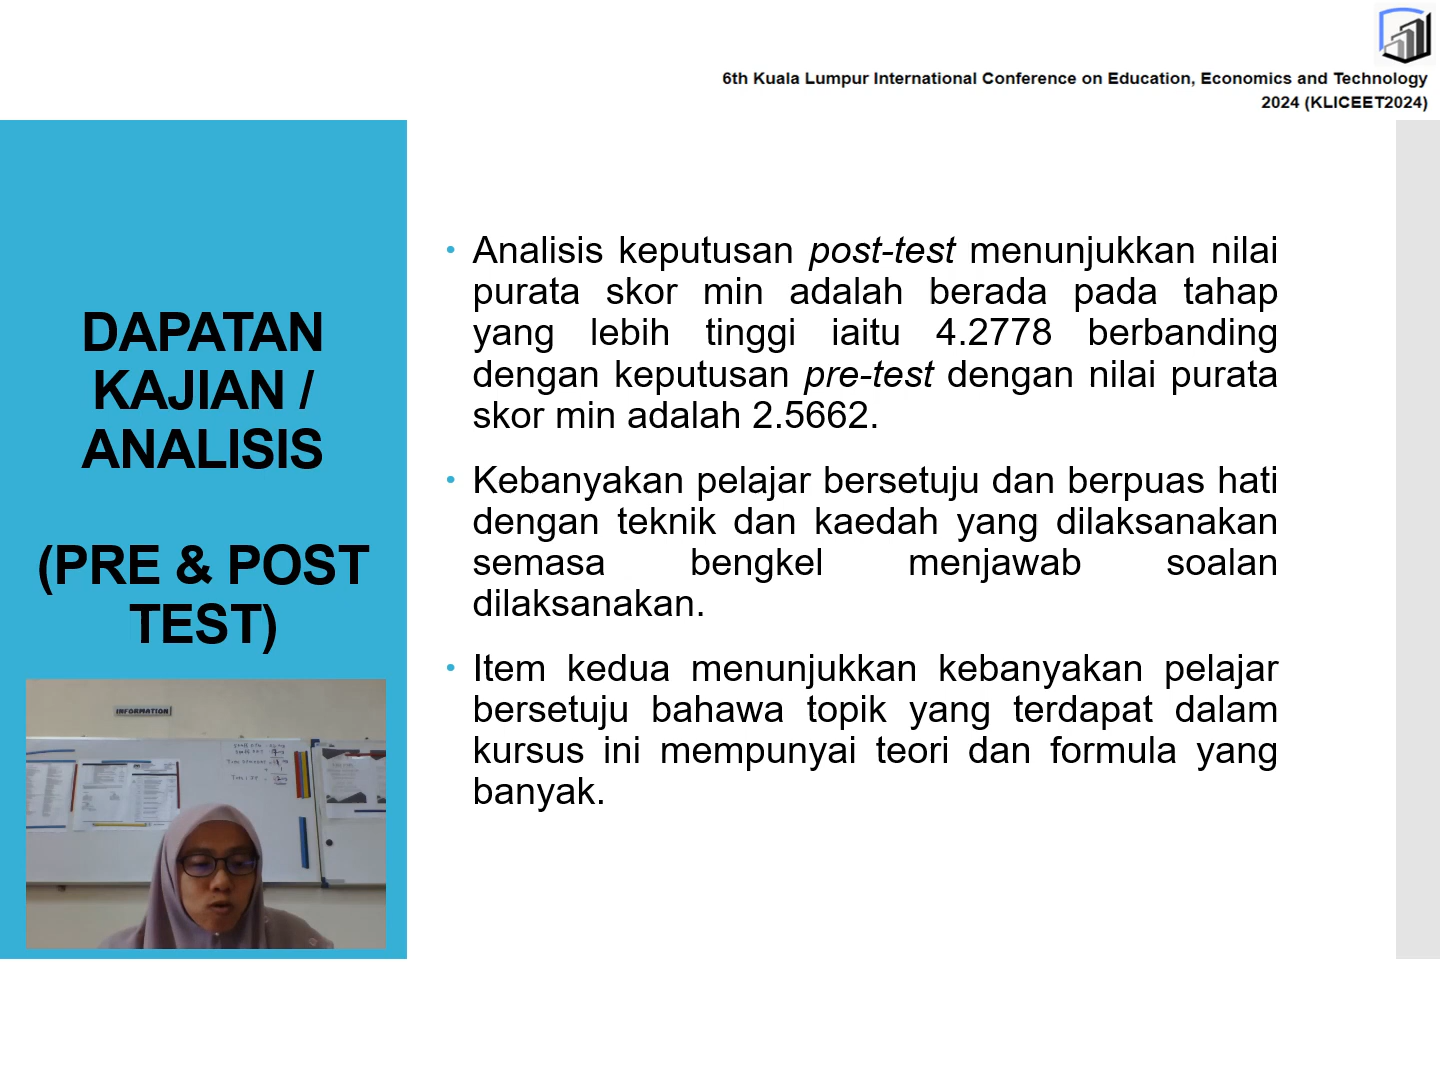 6th Kuala Lumpur International Conference on Education, Economics and Technology
2024 (KLICEET2024)
DAPATAN
KAJIAN /
ANALISIS
(PRE & POST
TEST)
Analisis keputusan post-test menunjukkan nilai
purata skor min adalah berada pada tahap
yang lebih tinggi iaitu 4.2778 berbanding
dengan keputusan pre-test dengan nilai purata
skor min adalah 2.5662.
Kebanyakan pelajar bersetuju dan berpuas hati
dengan teknik dan kaedah yang dilaksanakan
semasa bengkel menjawab soalan
dilaksanakan.
Item kedua menunjukkan kebanyakan pelajar
bersetuju bahawa topik yang terdapat dalam
kursus ini mempunyai teori dan formula yang
banyak.
INFORMATION